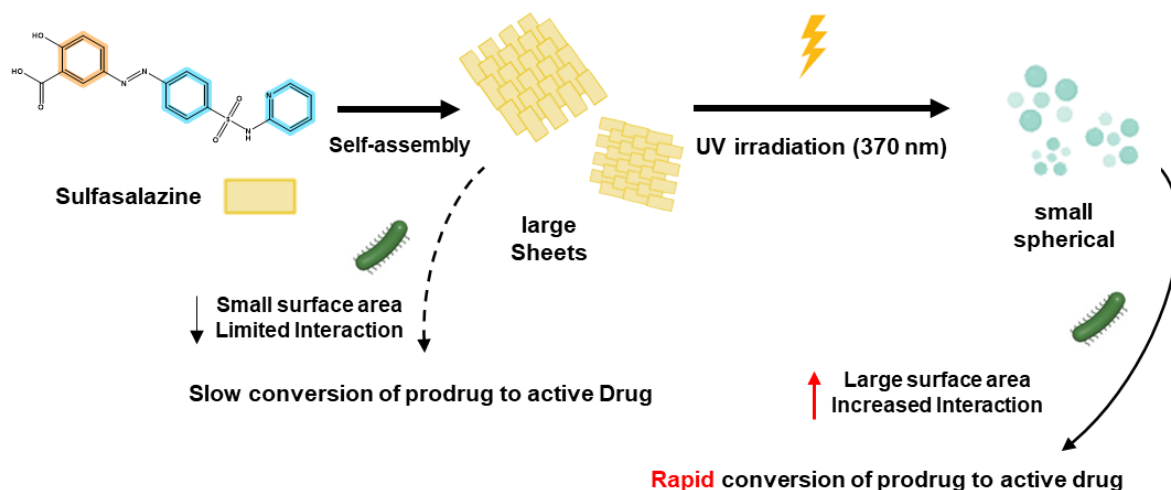 HO
HO
O
N
N
O
S
O
N
H
N
Sulfasalazine
Self-assembly
large
Sheets
UV irradiation (370 nm)
small
spherical
Small surface area
Limited Interaction
Slow conversion of prodrug to active Drug
Large surface area
Increased Interaction
Rapid conversion of prodrug to active drug